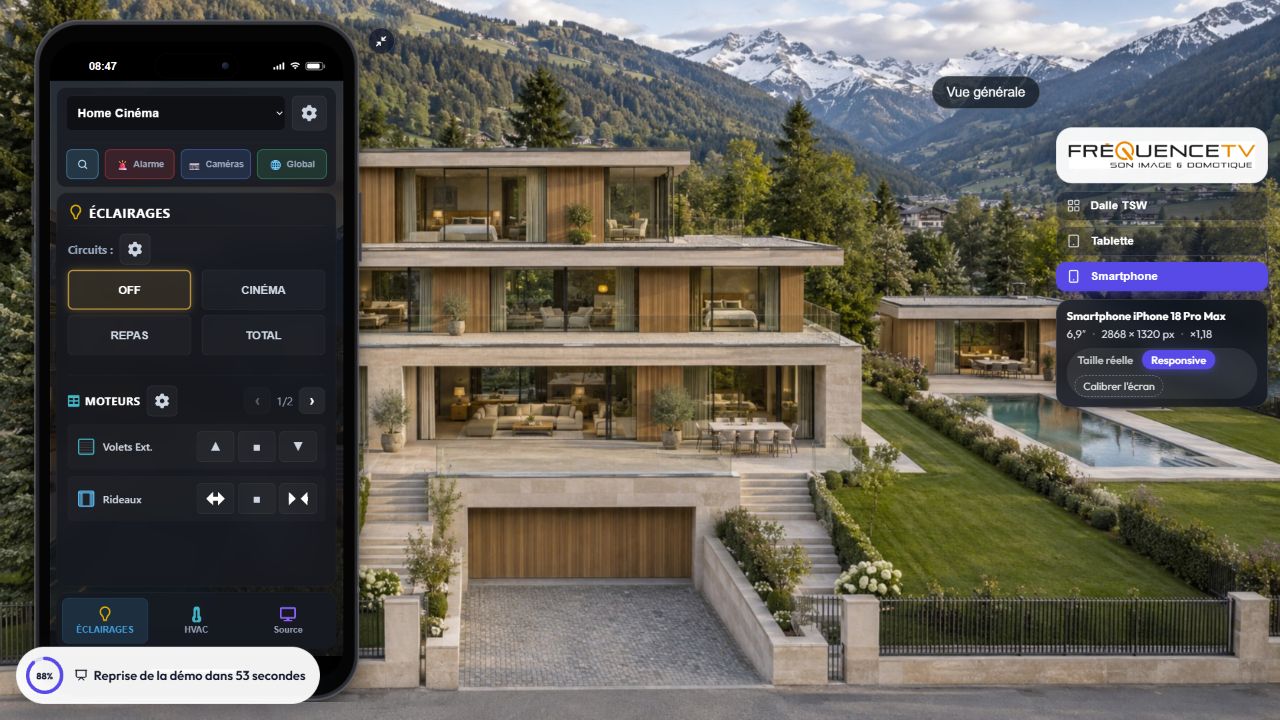 08:47
Home Cinéma
Alarme
Caméras
Global
ÉCLAIRAGES
Circuits :
OFF
CINÉMA
REPAS
TOTAL
MOTEURS
1/2
Volets Ext.
Rideaux
ÉCLAIRAGES
HVAC
Source
88%
Reprise de la démo dans 53 secondes
Vue générale
FRÉQUENCETV
SON IMAGE & DOMOTIQUE
Dalle TSW
Tablette
Smartphone
Smartphone iPhone 18 Pro Max
6,9" · 2868 × 1320 px · ×1,18
Taille réelle
Responsive
Calibrer l'écran